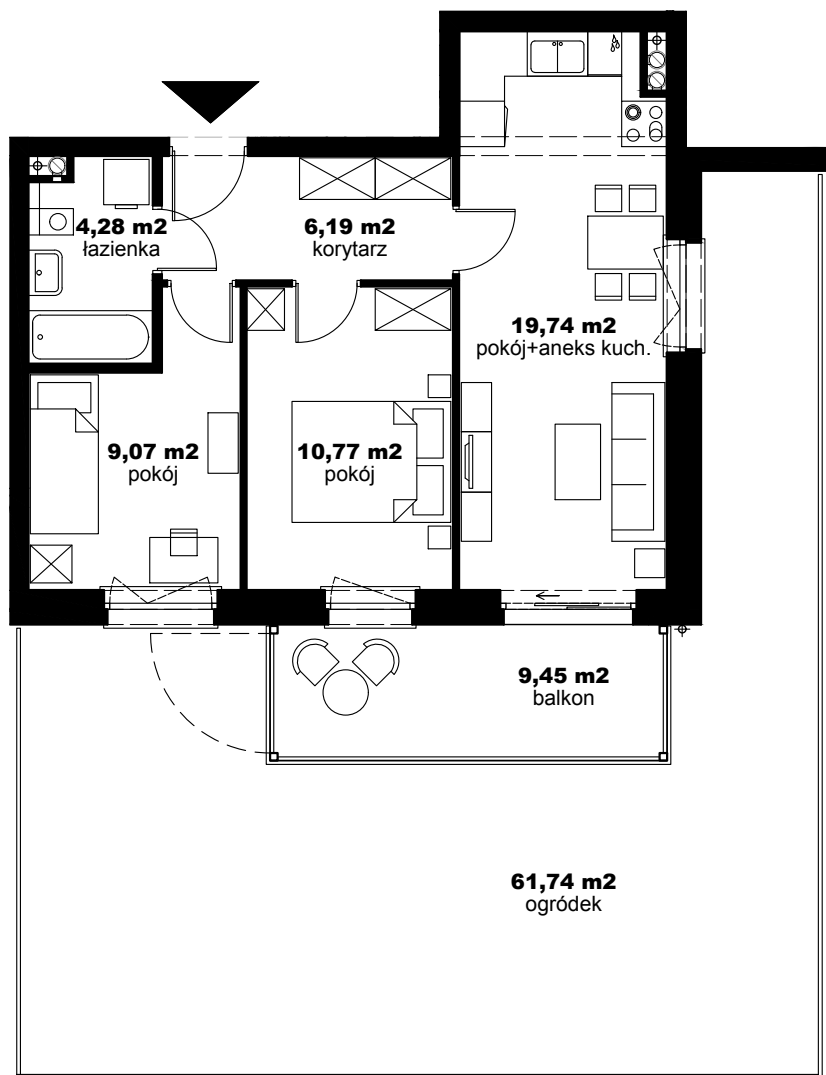 4,28 m2
łazienka
6,19 m2
korytarz
19,74 m2
pokój+aneks kuch.
9,07 m2
pokój
10,77 m2
pokój
9,45 m2
balkon
61,74 m2
ogródek